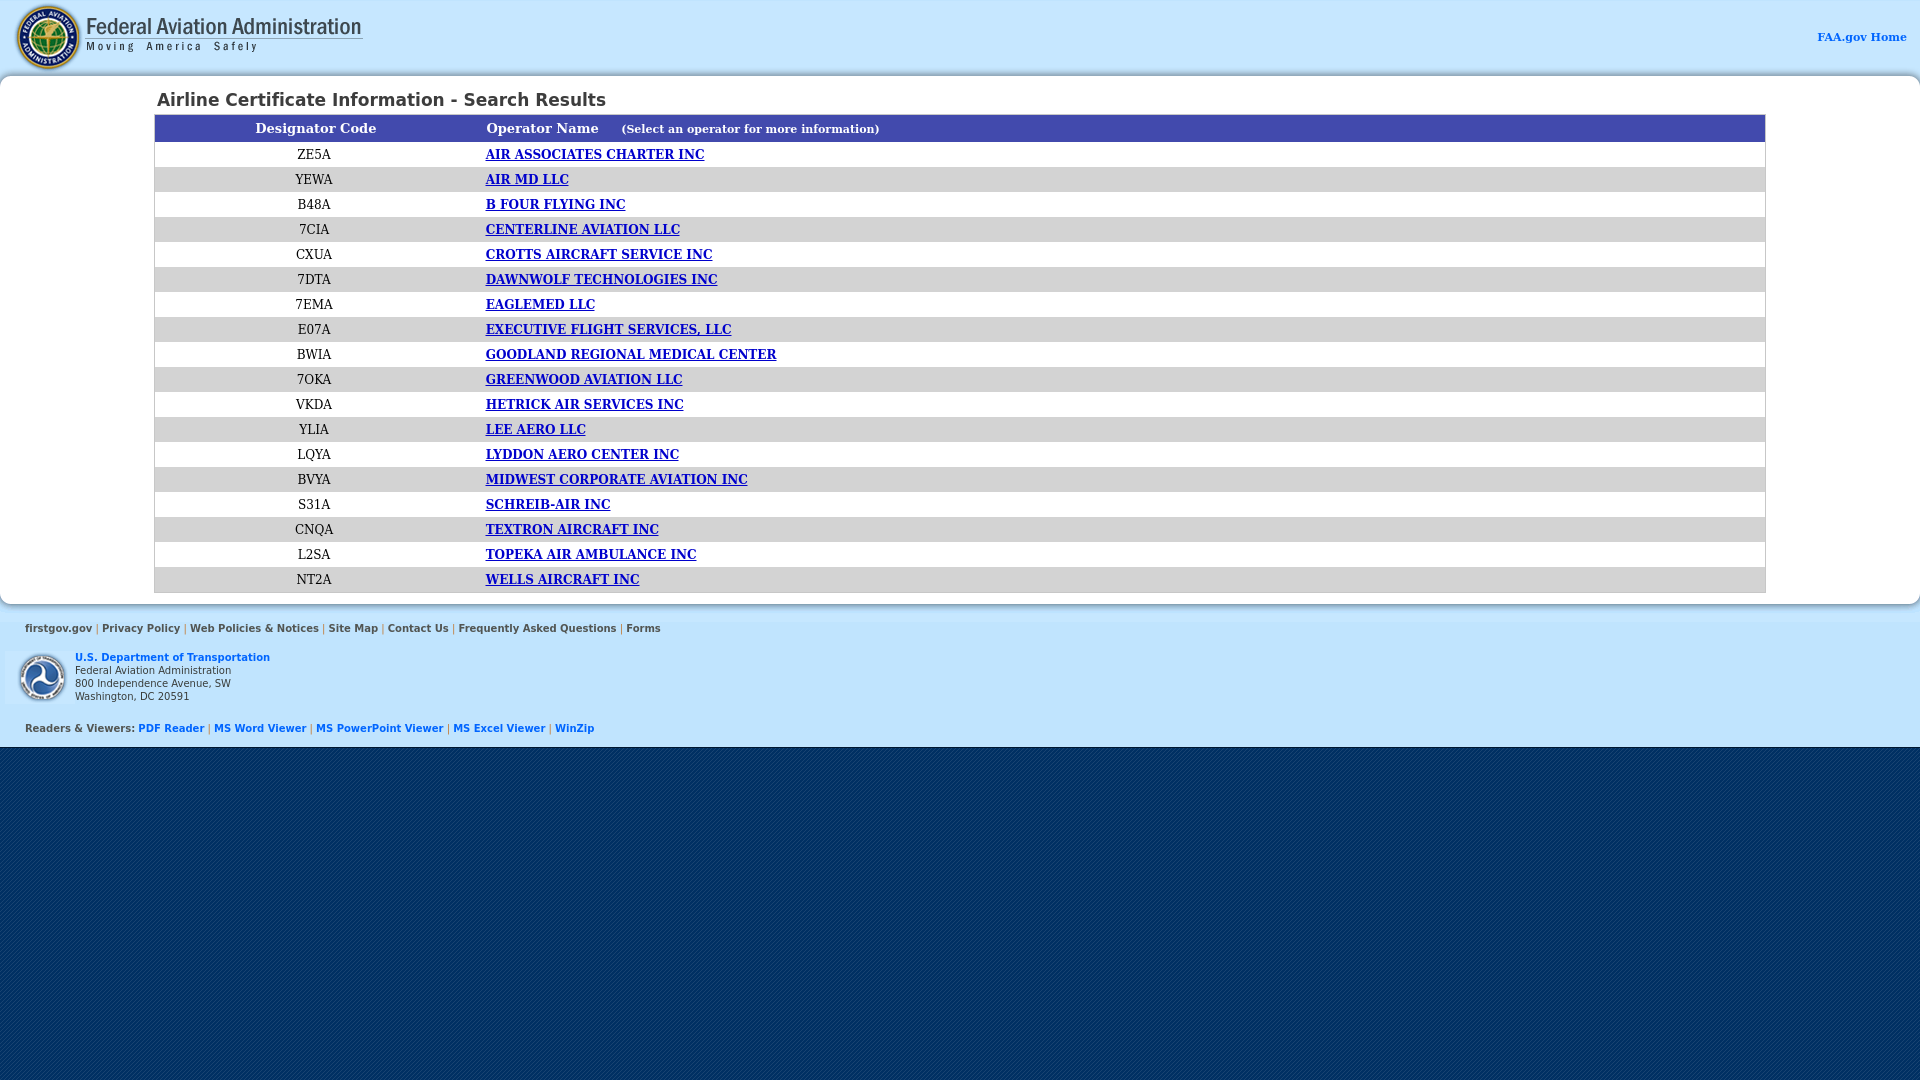 Federal Aviation Administration
Moving America Safely
FAA.gov Home
Airline Certificate Information - Search Results
Designator Code Operator Name (Select an operator for more information)
ZE5A AIR ASSOCIATES CHARTER INC
YEWA AIR MD LLC
B48A B FOUR FLYING INC
7CIA CENTERLINE AVIATION LLC
CXUA CROTTS AIRCRAFT SERVICE INC
7DTA DAWNWOLF TECHNOLOGIES INC
7EMA EAGLEMED LLC
E07A EXECUTIVE FLIGHT SERVICES, LLC
BWIA GOODLAND REGIONAL MEDICAL CENTER
7OKA GREENWOOD AVIATION LLC
VKDA HETRICK AIR SERVICES INC
YLIA LEE AERO LLC
LQYA LYDDON AERO CENTER INC
BVYA MIDWEST CORPORATE AVIATION INC
S31A SCHREIB-AIR INC
CNQA TEXTRON AIRCRAFT INC
L2SA TOPEKA AIR AMBULANCE INC
NT2A WELLS AIRCRAFT INC
firstgov.gov | Privacy Policy | Web Policies & Notices | Site Map | Contact Us | Frequently Asked Questions | Forms
U.S. Department of Transportation
Federal Aviation Administration
800 Independence Avenue, SW
Washington, DC 20591
Readers & Viewers: PDF Reader | MS Word Viewer | MS PowerPoint Viewer | MS Excel Viewer | WinZip